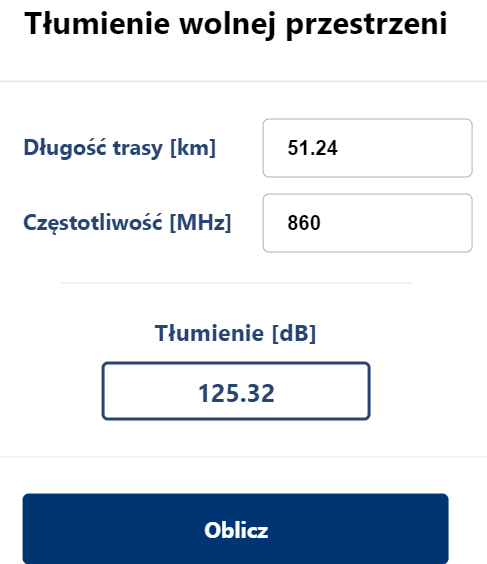 Tłumienie wolnej przestrzeni
Długość trasy [km] 51.24
Częstotliwość [MHz] 860
Tłumienie [dB]
125.32
Oblicz